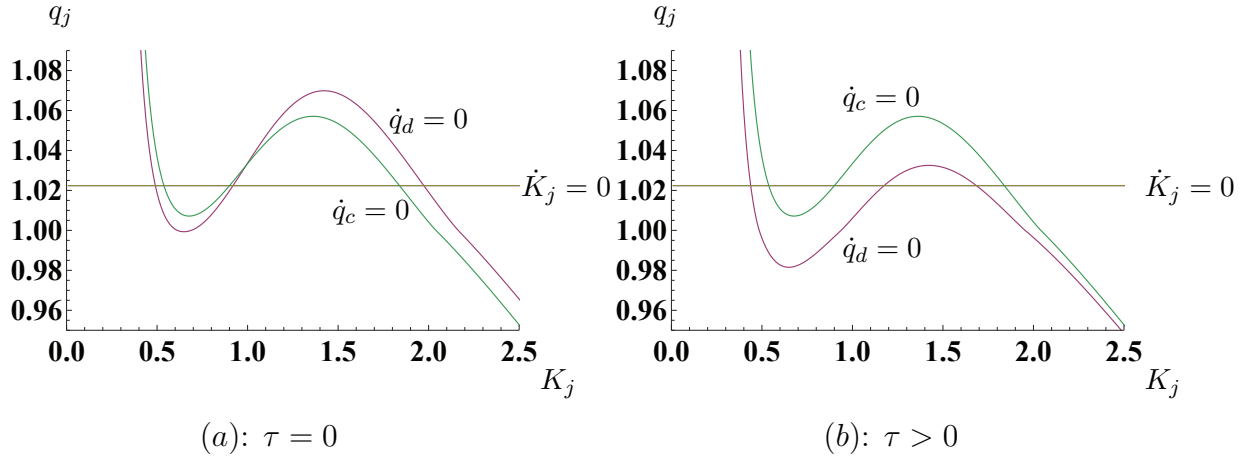 q_j
1.08
1.06
1.04
1.02
1.00
0.98
0.96
0.0 0.5 1.0 1.5 2.0 2.5
K_j
q̇_d = 0
q̇_c = 0
K̇_j = 0
(a): τ = 0
q_j
1.08
1.06
1.04
1.02
1.00
0.98
0.96
0.0 0.5 1.0 1.5 2.0 2.5
K_j
q̇_c = 0
q̇_d = 0
K̇_j = 0
(b): τ > 0